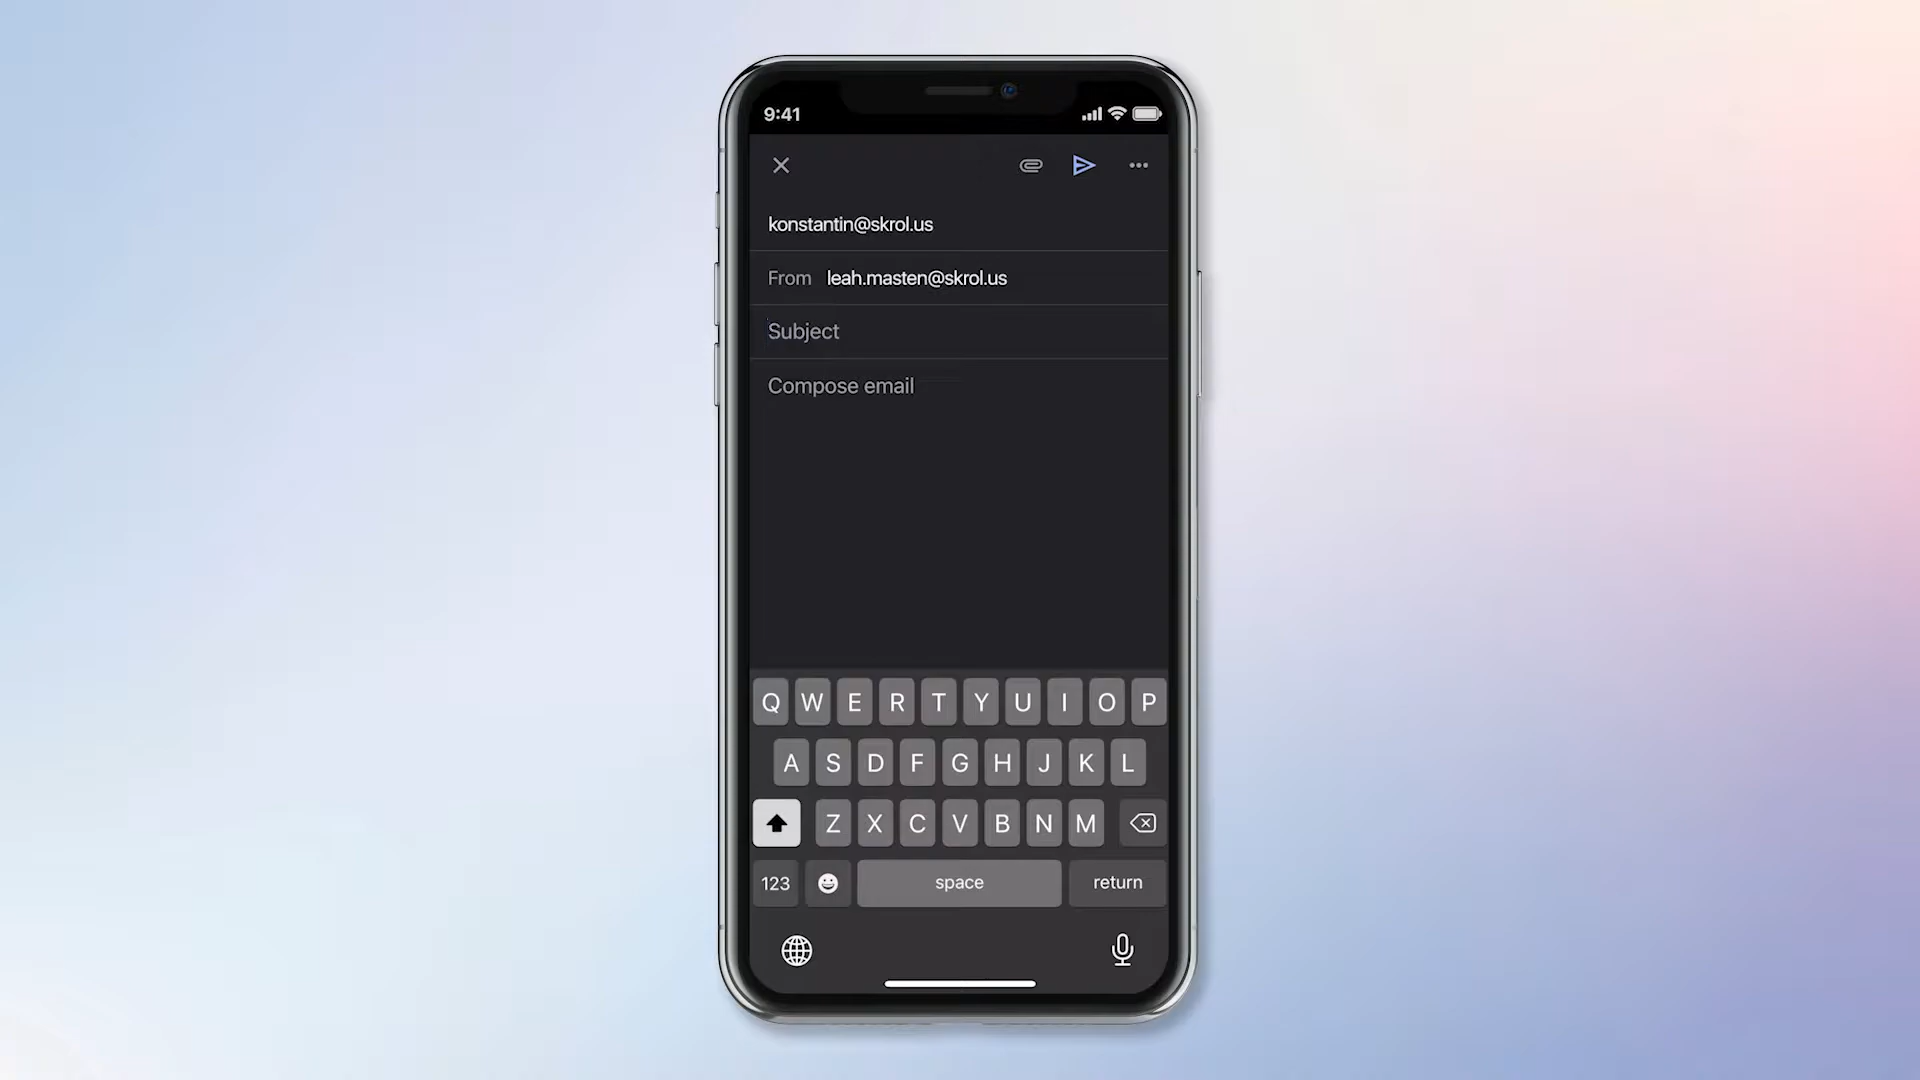 9:41
konstantin@skrol.us
From leah.masten@skrol.us
Subject
Compose email
Q W E R T Y U I O P
A S D F G H J K L
Z X C V B N M
123 space return